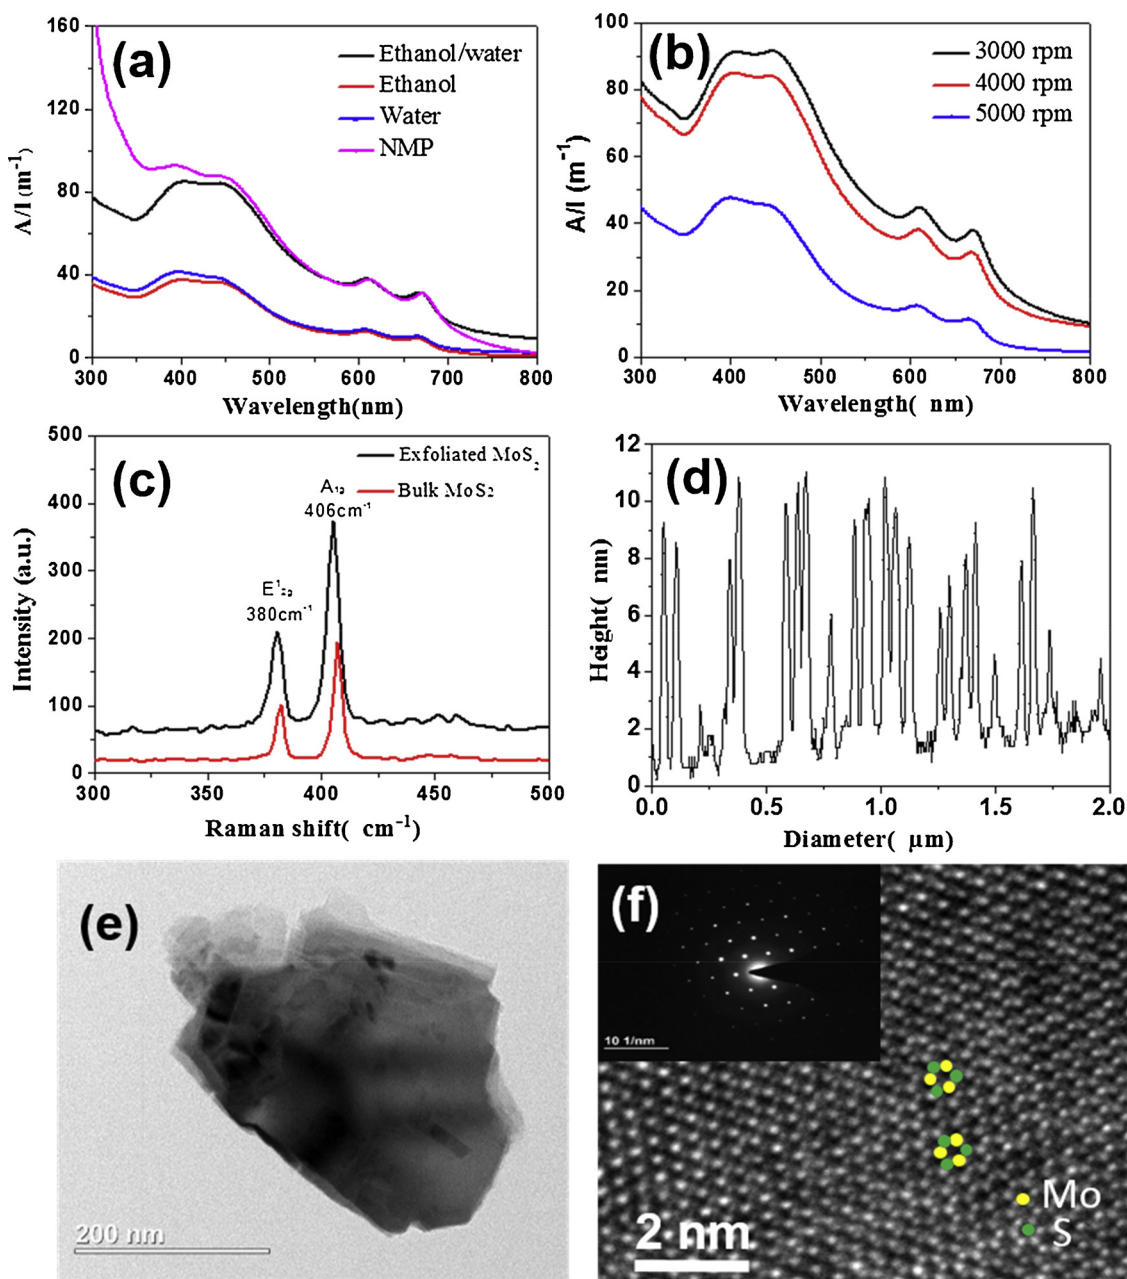 (a)
Ethanol/water
Ethanol
Water
NMP
160
120
80
40
0
A/l (m⁻¹)
300 400 500 600 700 800
Wavelength(nm)
(b)
3000 rpm
4000 rpm
5000 rpm
100
80
60
40
20
0
A/l (m⁻¹)
300 400 500 600 700 800
Wavelength( nm)
(c)
Exfoliated MoS₂
Bulk MoS2
A₁g
406cm⁻¹
E¹₂g
380cm⁻¹
500
400
300
200
100
0
Intensity (a.u.)
300 350 400 450 500
Raman shift( cm⁻¹)
(d)
12
10
8
6
4
2
0
Height( nm)
0.0 0.5 1.0 1.5 2.0
Diameter( µm)
(e)
200 nm
(f)
10 1/nm
Mo
S
2 nm